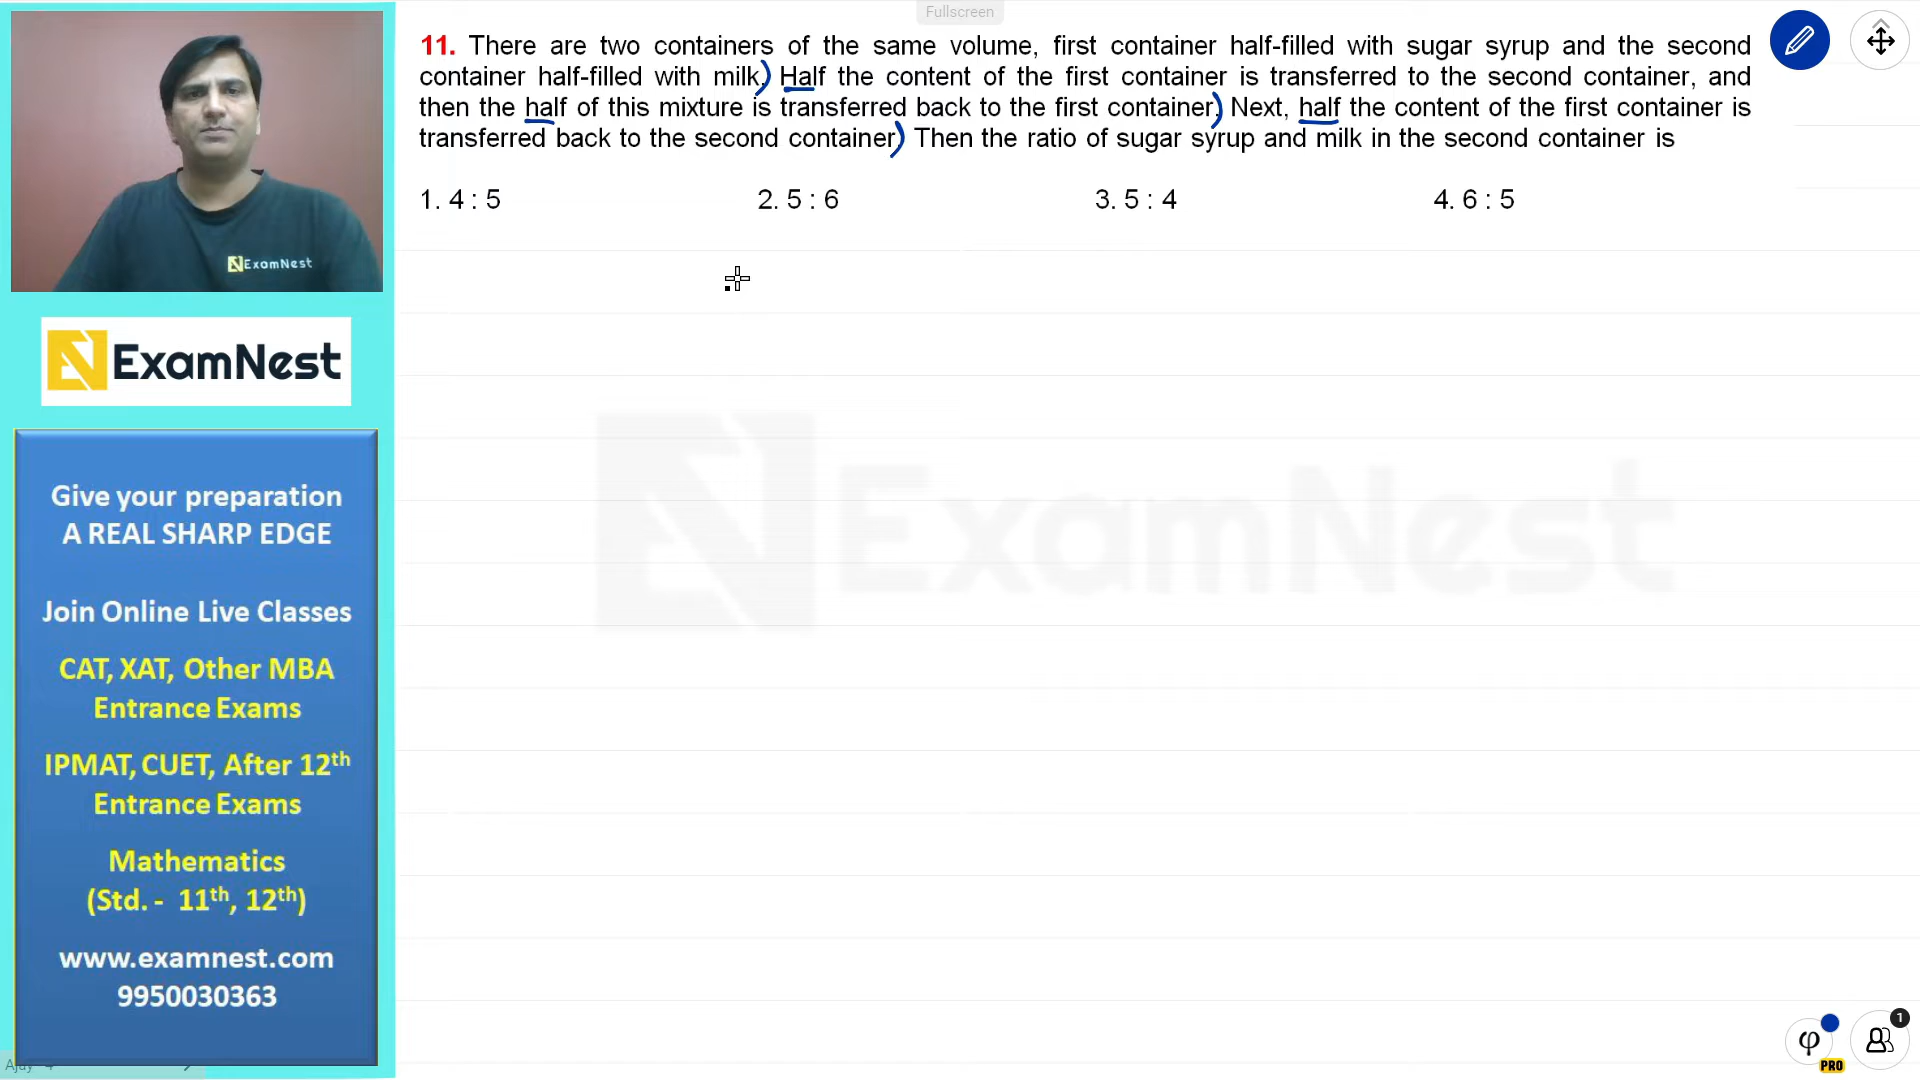 Fullscreen
11. There are two containers of the same volume, first container half-filled with sugar syrup and the second
container half-filled with milk. Half the content of the first container is transferred to the second container, and
then the half of this mixture is transferred back to the first container. Next, half the content of the first container is
transferred back to the second container. Then the ratio of sugar syrup and milk in the second container is
1. 4 : 5 2. 5 : 6 3. 5 : 4 4. 6 : 5
ExamNest
ExamNest
Give your preparation
A REAL SHARP EDGE
Join Online Live Classes
CAT, XAT, Other MBA
Entrance Exams
IPMAT, CUET, After 12th
Entrance Exams
Mathematics
(Std. - 11th, 12th)
www.examnest.com
9950030363
ExamNest
φ
PRO
1